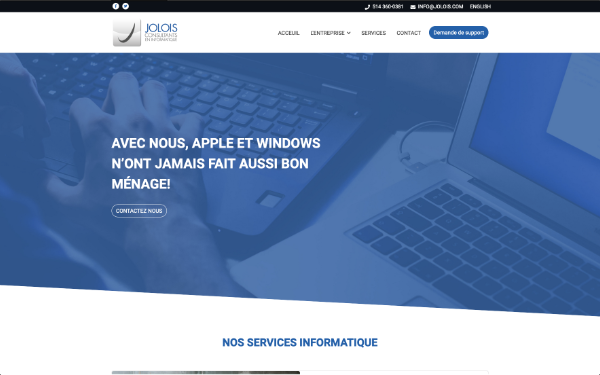 514 360-0381 INFO@JOLOIS.COM ENGLISH
JOLOIS
CONSULTANTS
EN INFORMATIQUE
ACCEUIL L'ENTREPRISE SERVICES CONTACT Demande de support
AVEC NOUS, APPLE ET WINDOWS
N'ONT JAMAIS FAIT AUSSI BON
MÉNAGE!
CONTACTEZ NOUS
NOS SERVICES INFORMATIQUE